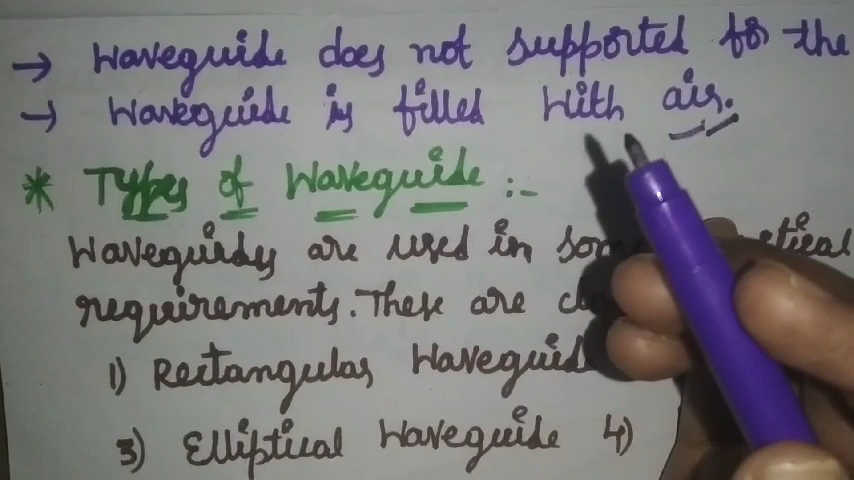 → Waveguide does not supported for the
→ Waveguide is filled With air.
* Types of Waveguide :-
Waveguides are used in some
requirements. These are
1) Rectangular Waveguide
3) Elliptical Waveguide 4)